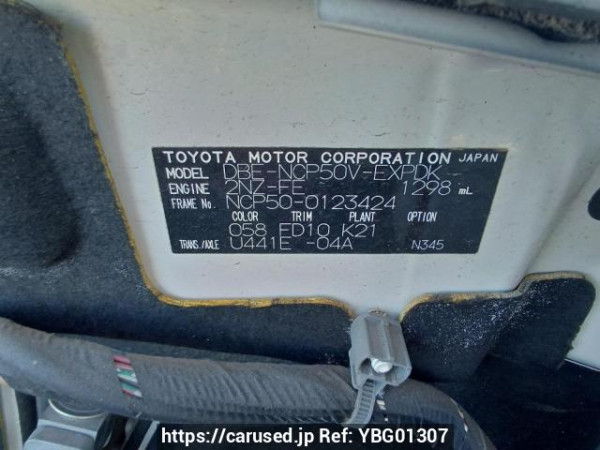 TOYOTA MOTOR CORPORATION JAPAN
MODEL DBE-NCP50V-EXPDK
ENGINE 2NZ-FE 1298 mL
FRAME No. NCP50-0123424
COLOR TRIM PLANT OPTION
058 ED10 K21
TRANS./AXLE U441E -04A N345
https://carused.jp Ref: YBG01307